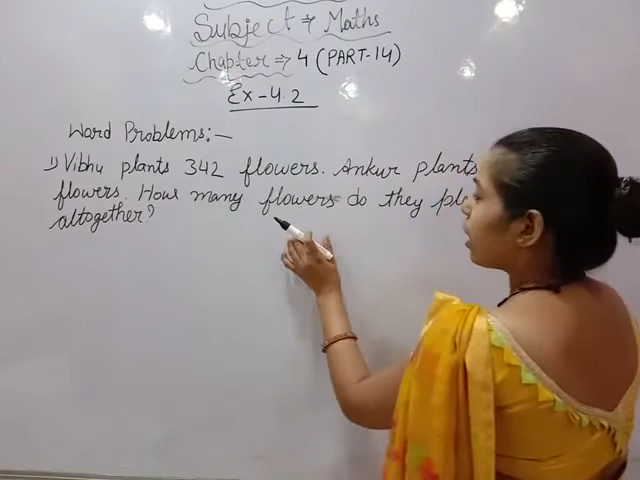 Subject ⇒ Maths
Chapter ⇒ 4 (PART-14)
Ex-4.2
Word Problems:—
1) Vibhu plants 342 flowers. Ankur plants
flowers. How many flowers do they
altogether?